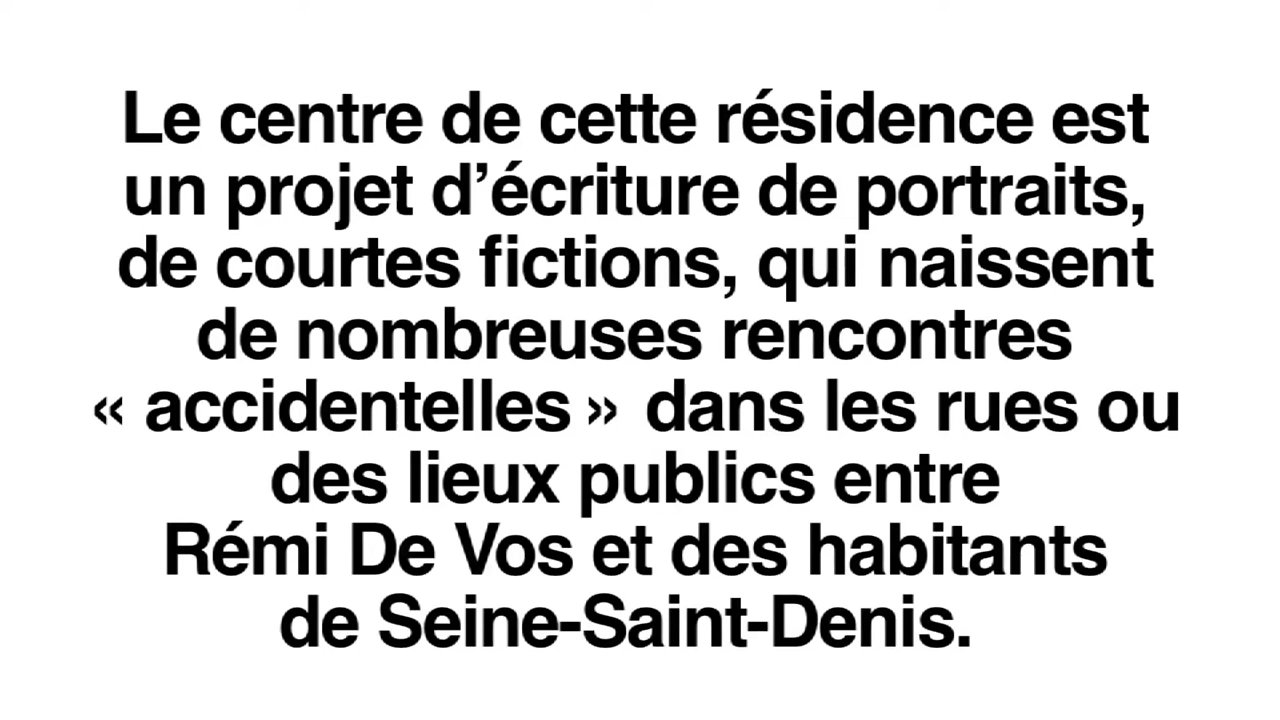 Le centre de cette résidence est
un projet d’écriture de portraits,
de courtes fictions, qui naissent
de nombreuses rencontres
« accidentelles » dans les rues ou
des lieux publics entre
Rémi De Vos et des habitants
de Seine-Saint-Denis.